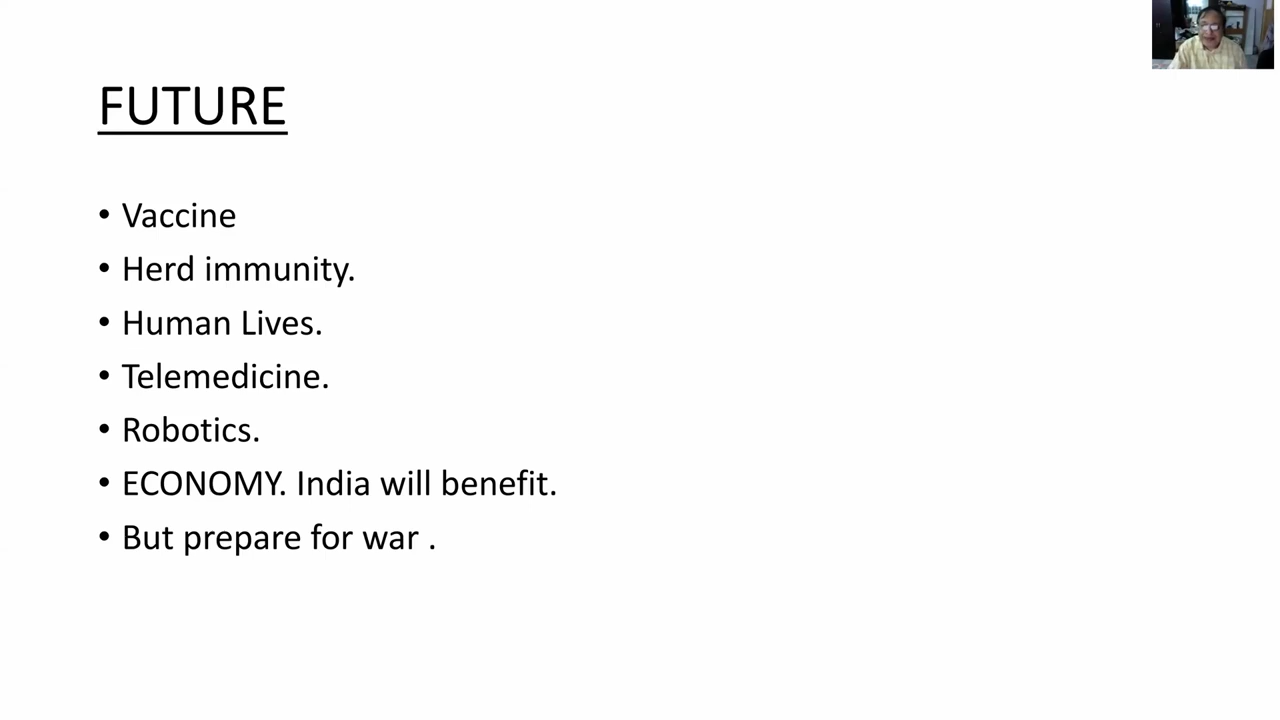 FUTURE
• Vaccine
• Herd immunity.
• Human Lives.
• Telemedicine.
• Robotics.
• ECONOMY. India will benefit.
• But prepare for war .